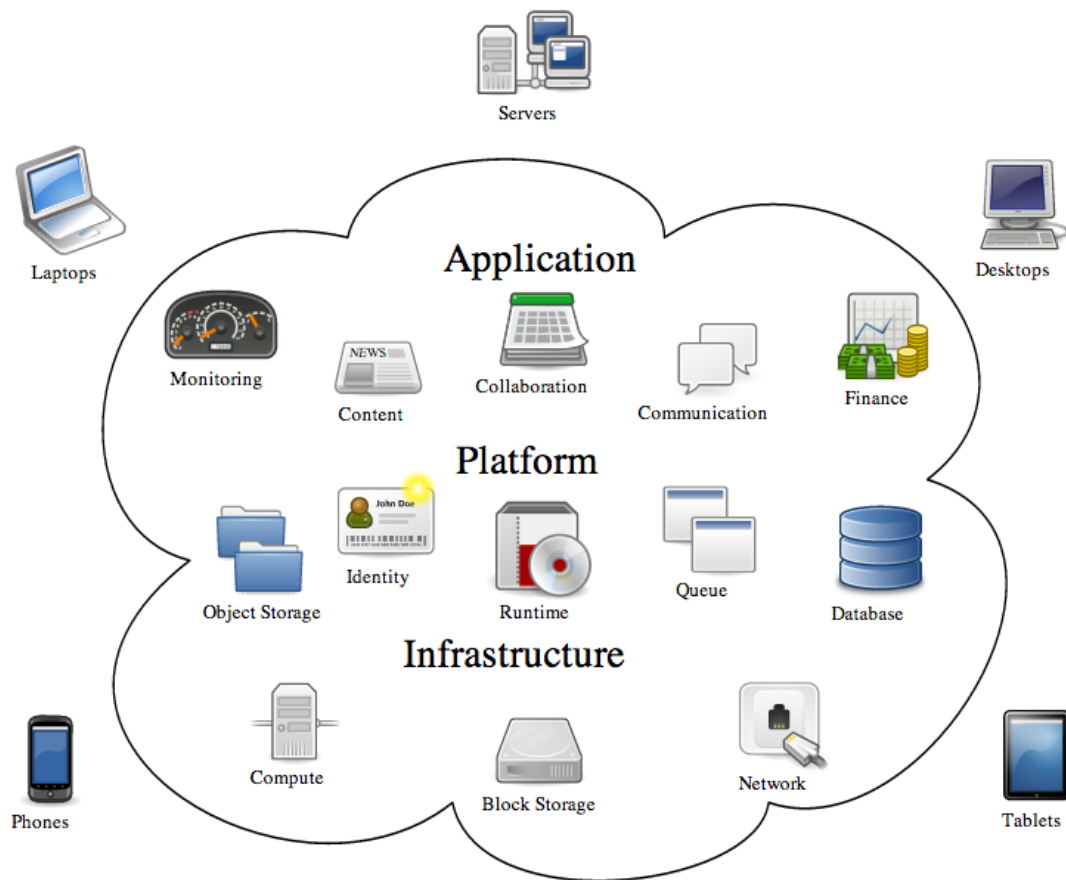 Servers
Laptops
Desktops
Application
Monitoring
NEWS
Content
Collaboration
Communication
Finance
Platform
Object Storage
John Doe
Identity
Runtime
Queue
Database
Infrastructure
Compute
Block Storage
Network
Phones
Tablets